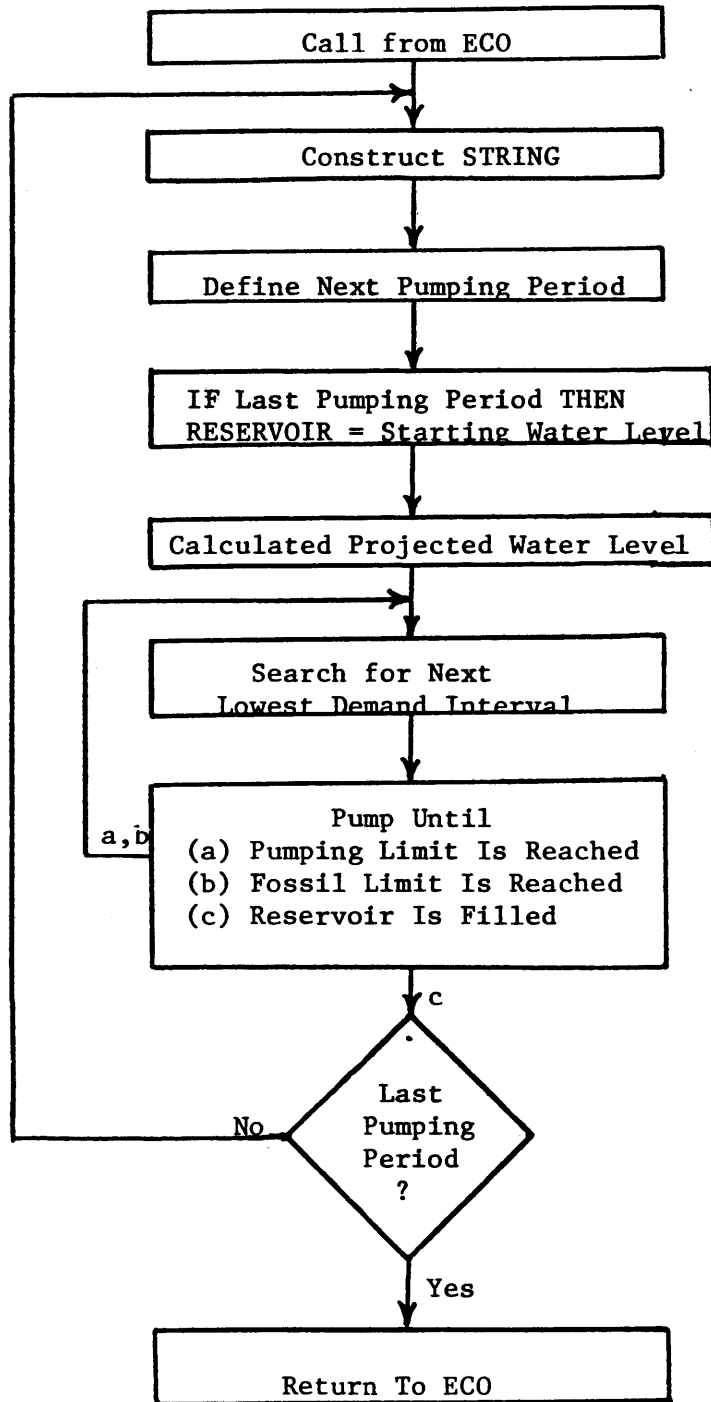 Call from ECO
Construct STRING
Define Next Pumping Period
IF Last Pumping Period THEN
RESERVOIR = Starting Water Level
Calculated Projected Water Level
Search for Next
Lowest Demand Interval
Pump Until
a,b
(a) Pumping Limit Is Reached
(b) Fossil Limit Is Reached
(c) Reservoir Is Filled
c
Last
No
Pumping
Period
?
Yes
Return To ECO